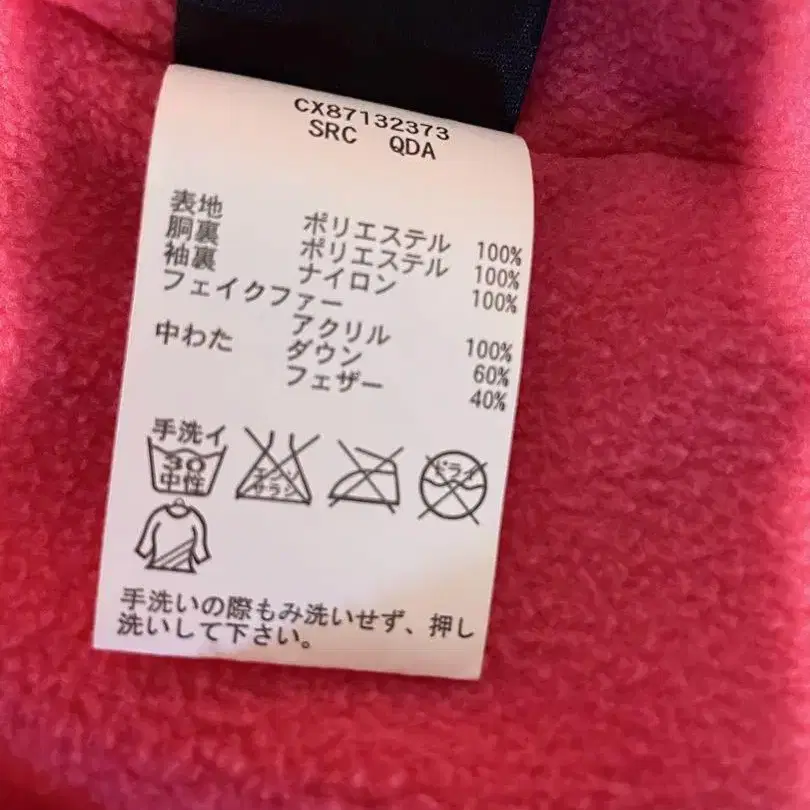 CX87132373
SRC QDA
表地 ポリエステル 100%
胴裏 ポリエステル 100%
袖裏 ナイロン 100%
フェイクファー
アクリル 100%
中わた ダウン 60%
フェザー 40%
手洗イ
30
中性
エンソ
サラシ
ドライ
手洗いの際もみ洗いせず、押し
洗いして下さい。